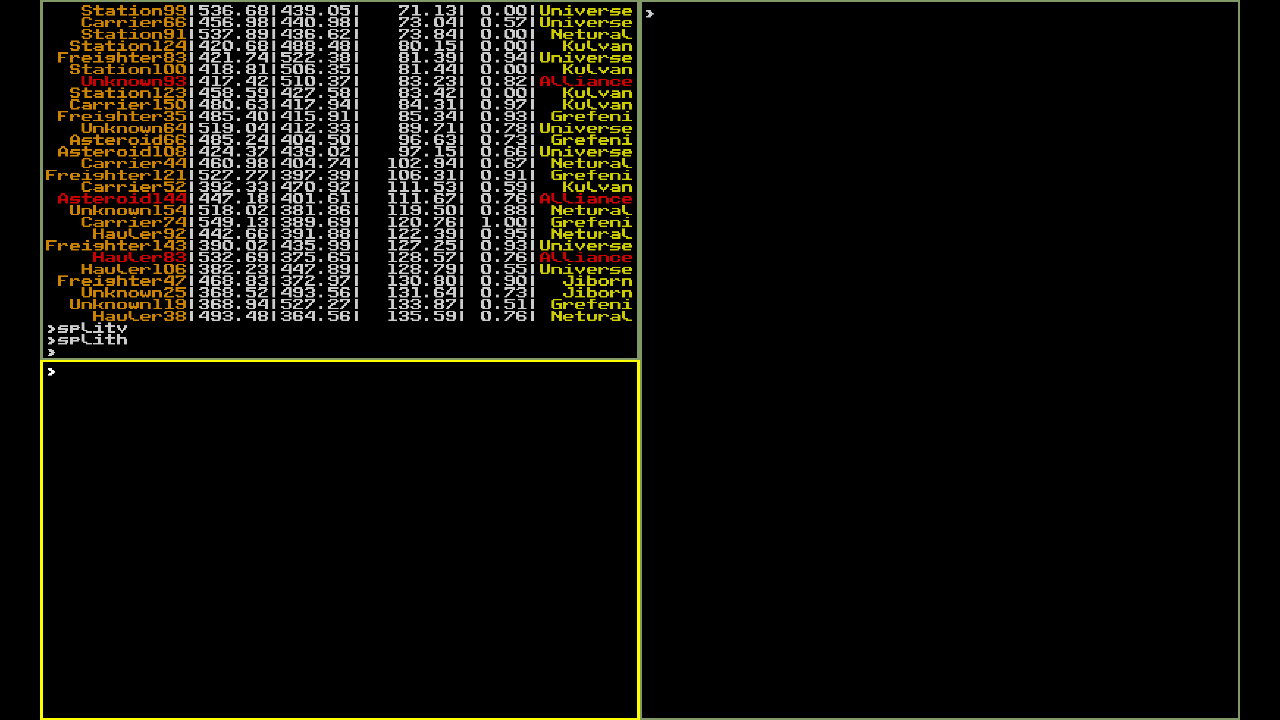 Station99|536.68|439.05|   71.13| 0.00|Universe
Carrier66|456.98|440.98|   73.04| 0.57|Universe
Station91|537.89|436.62|   73.84| 0.00| Netural
Station124|420.68|488.48|   80.15| 0.00|  Kulvan
Freighter83|421.74|522.38|   81.39| 0.94|Universe
Station100|418.81|506.35|   81.44| 0.00|  Kulvan
Unknown93|417.42|510.37|   83.23| 0.82|Alliance
Station123|458.59|427.58|   83.42| 0.00|  Kulvan
Carrier150|480.63|417.94|   84.31| 0.97|  Kulvan
Freighter35|485.40|415.91|   85.34| 0.93| Grefeni
Unknown64|519.04|412.33|   89.71| 0.78|Universe
Asteroid66|485.24|404.50|   96.63| 0.73| Grefeni
Asteroid108|424.37|439.02|   97.15| 0.66|Universe
Carrier44|460.98|404.74|  102.94| 0.67| Netural
Freighter121|527.77|397.39|  106.31| 0.91| Grefeni
Carrier52|392.33|470.92|  111.53| 0.59|  Kulvan
Asteroid144|447.18|401.61|  111.67| 0.76|Alliance
Unknown154|518.02|381.86|  119.50| 0.88| Netural
Carrier74|549.13|389.69|  120.76| 1.00| Grefeni
Hauler92|442.66|391.88|  122.39| 0.95| Netural
Freighter143|390.02|435.99|  127.25| 0.93|Universe
Hauler83|532.69|375.65|  128.57| 0.76|Alliance
Hauler106|382.23|447.89|  128.79| 0.55|Universe
Freighter47|468.83|372.97|  130.80| 0.90|  Jiborn
Unknown25|368.52|493.56|  131.64| 0.73|  Jiborn
Unknown119|368.94|527.27|  133.87| 0.51| Grefeni
Hauler38|493.48|364.56|  135.59| 0.76| Netural
>splitv
>splith
>
>
>